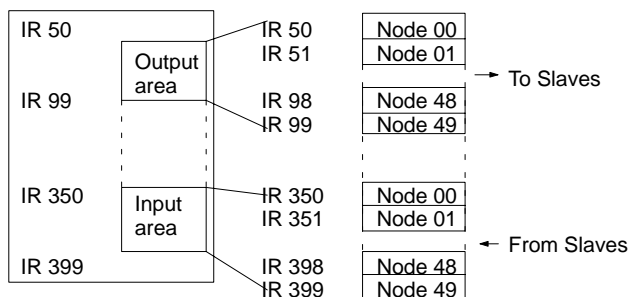 IR 50 IR 50 Node 00
IR 51 Node 01
Output
area
To Slaves
IR 99 IR 98 Node 48
IR 99 Node 49
IR 350 IR 350 Node 00
Input
area
IR 351 Node 01
From Slaves
IR 399 IR 398 Node 48
IR 399 Node 49